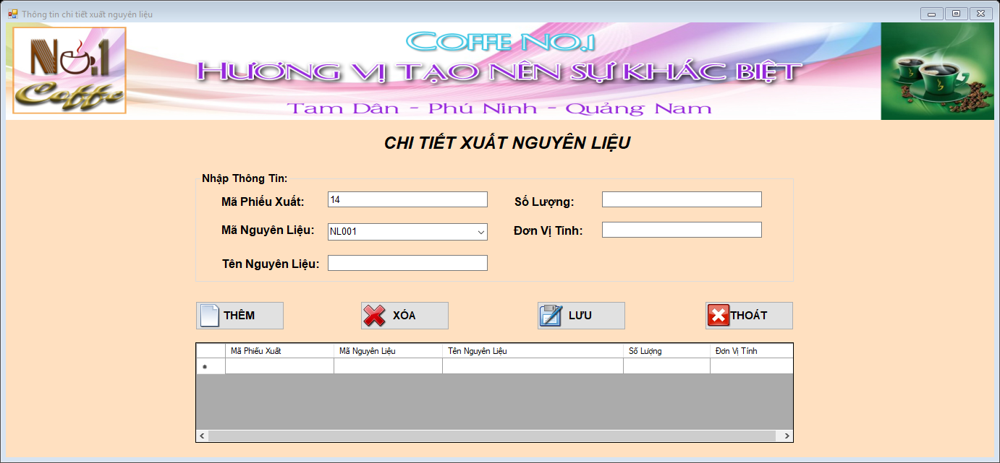 Thông tin chi tiết xuất nguyên liệu
No.1
Coffe
COFFE NO.1
HƯƠNG VỊ TẠO NÊN SỰ KHÁC BIỆT
Tam Dân - Phú Ninh - Quảng Nam
CHI TIẾT XUẤT NGUYÊN LIỆU
Nhập Thông Tin:
Mã Phiếu Xuất: 14 Số Lượng:
Mã Nguyên Liệu: NL001 Đơn Vị Tính:
Tên Nguyên Liệu:
THÊM XÓA LƯU THOÁT
Mã Phiếu Xuất Mã Nguyên Liệu Tên Nguyên Liệu Số Lượng Đơn Vị Tính